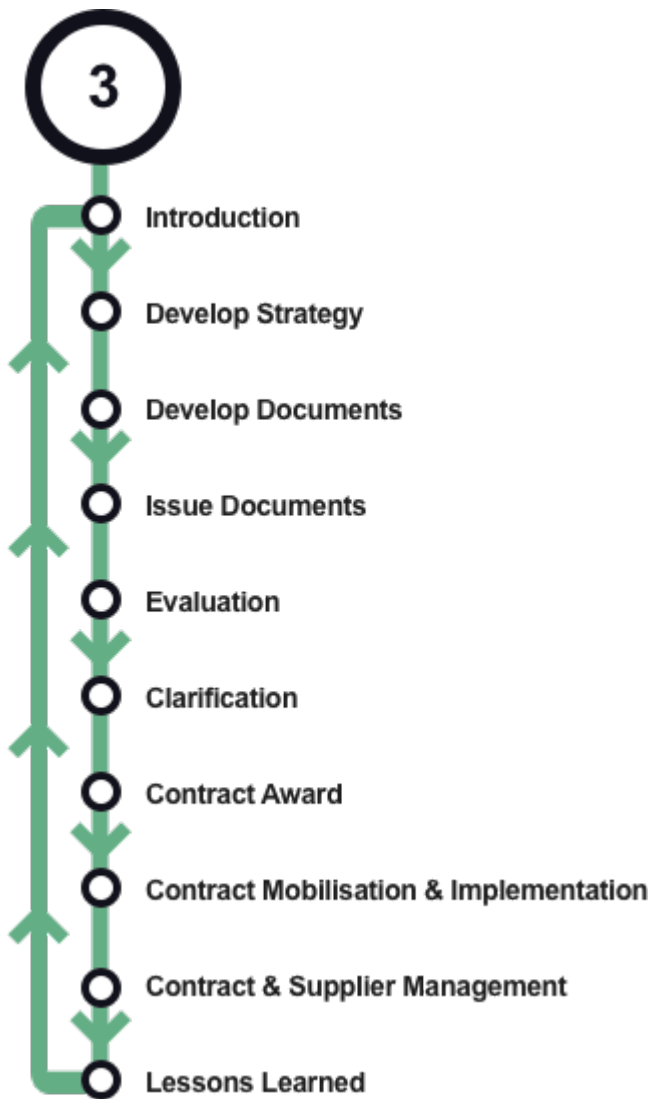 3
Introduction
Develop Strategy
Develop Documents
Issue Documents
Evaluation
Clarification
Contract Award
Contract Mobilisation & Implementation
Contract & Supplier Management
Lessons Learned